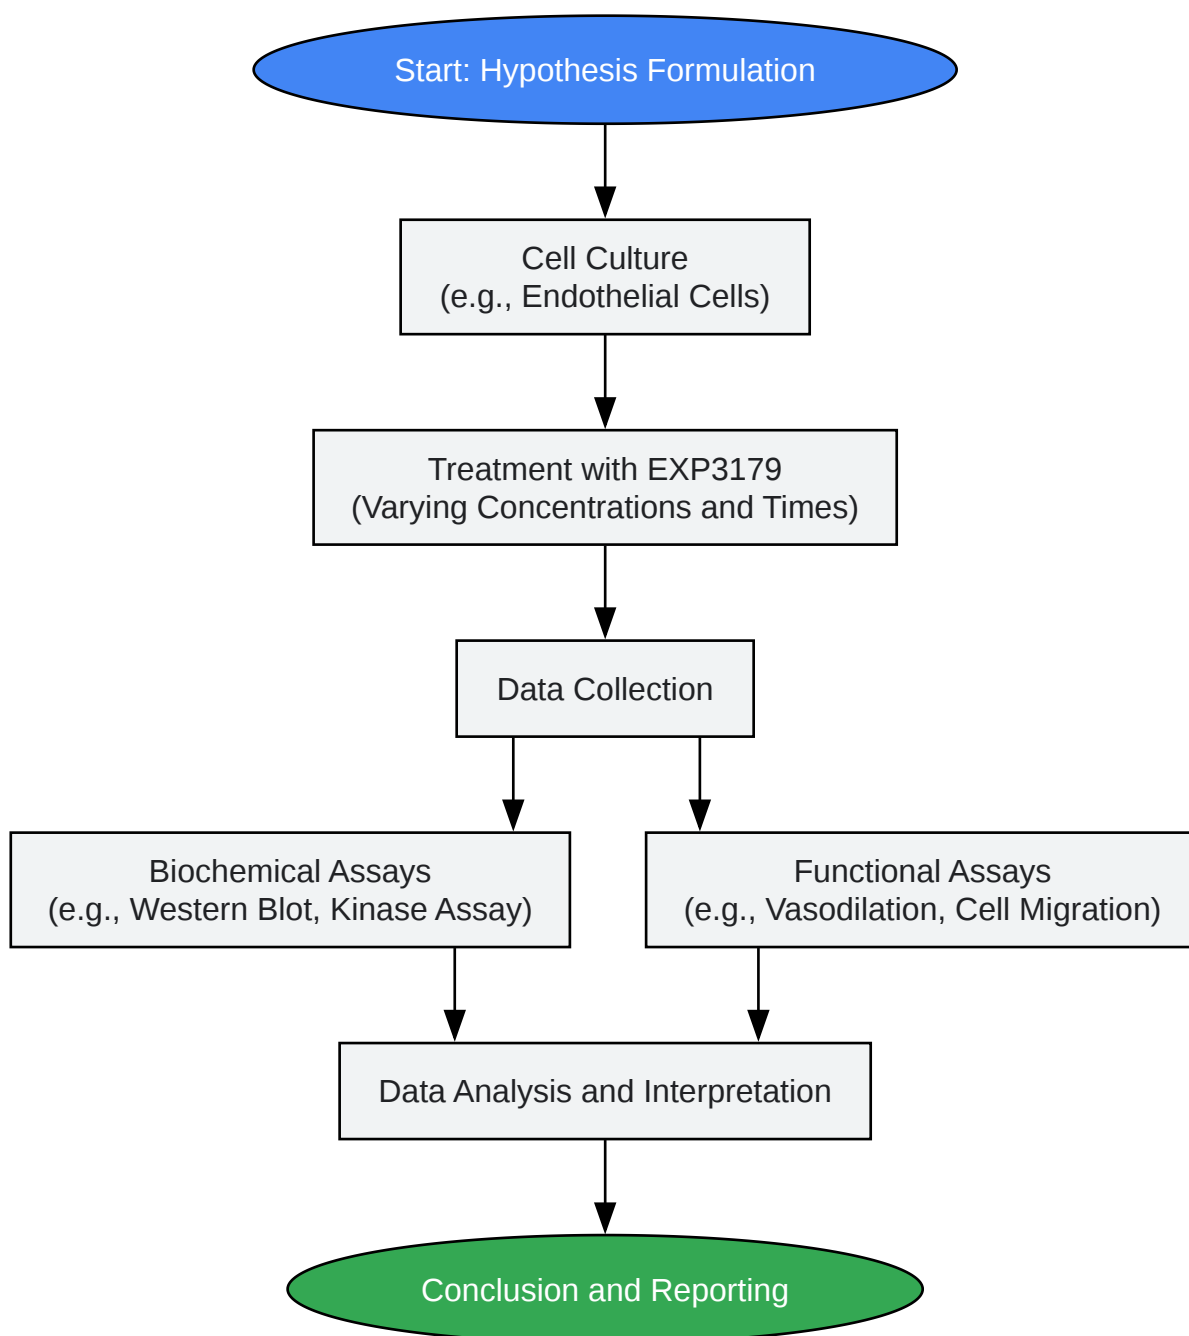 Start: Hypothesis Formulation
Cell Culture
(e.g., Endothelial Cells)
Treatment with EXP3179
(Varying Concentrations and Times)
Data Collection
Biochemical Assays
(e.g., Western Blot, Kinase Assay)
Functional Assays
(e.g., Vasodilation, Cell Migration)
Data Analysis and Interpretation
Conclusion and Reporting